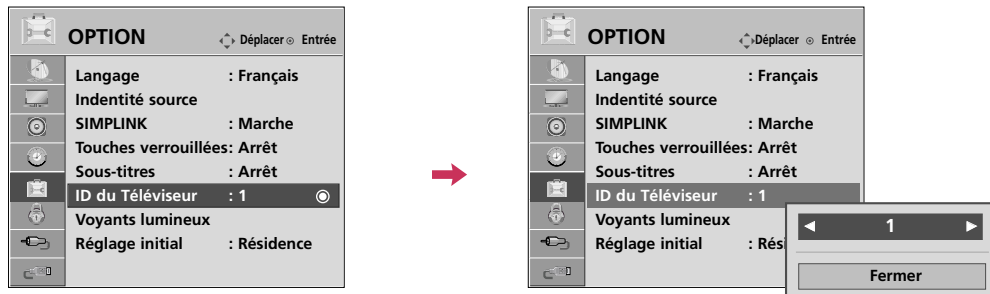 OPTION Déplacer Entrée
Langage : Français
Indentité source
SIMPLINK : Marche
Touches verrouillées: Arrêt
Sous-titres : Arrêt
ID du Téléviseur : 1
Voyants lumineux
Réglage initial : Résidence
OPTION Déplacer Entrée
Langage : Français
Indentité source
SIMPLINK : Marche
Touches verrouillées: Arrêt
Sous-titres : Arrêt
ID du Téléviseur : 1
Voyants lumineux
Réglage initial : Rési
◄ 1 ►
Fermer